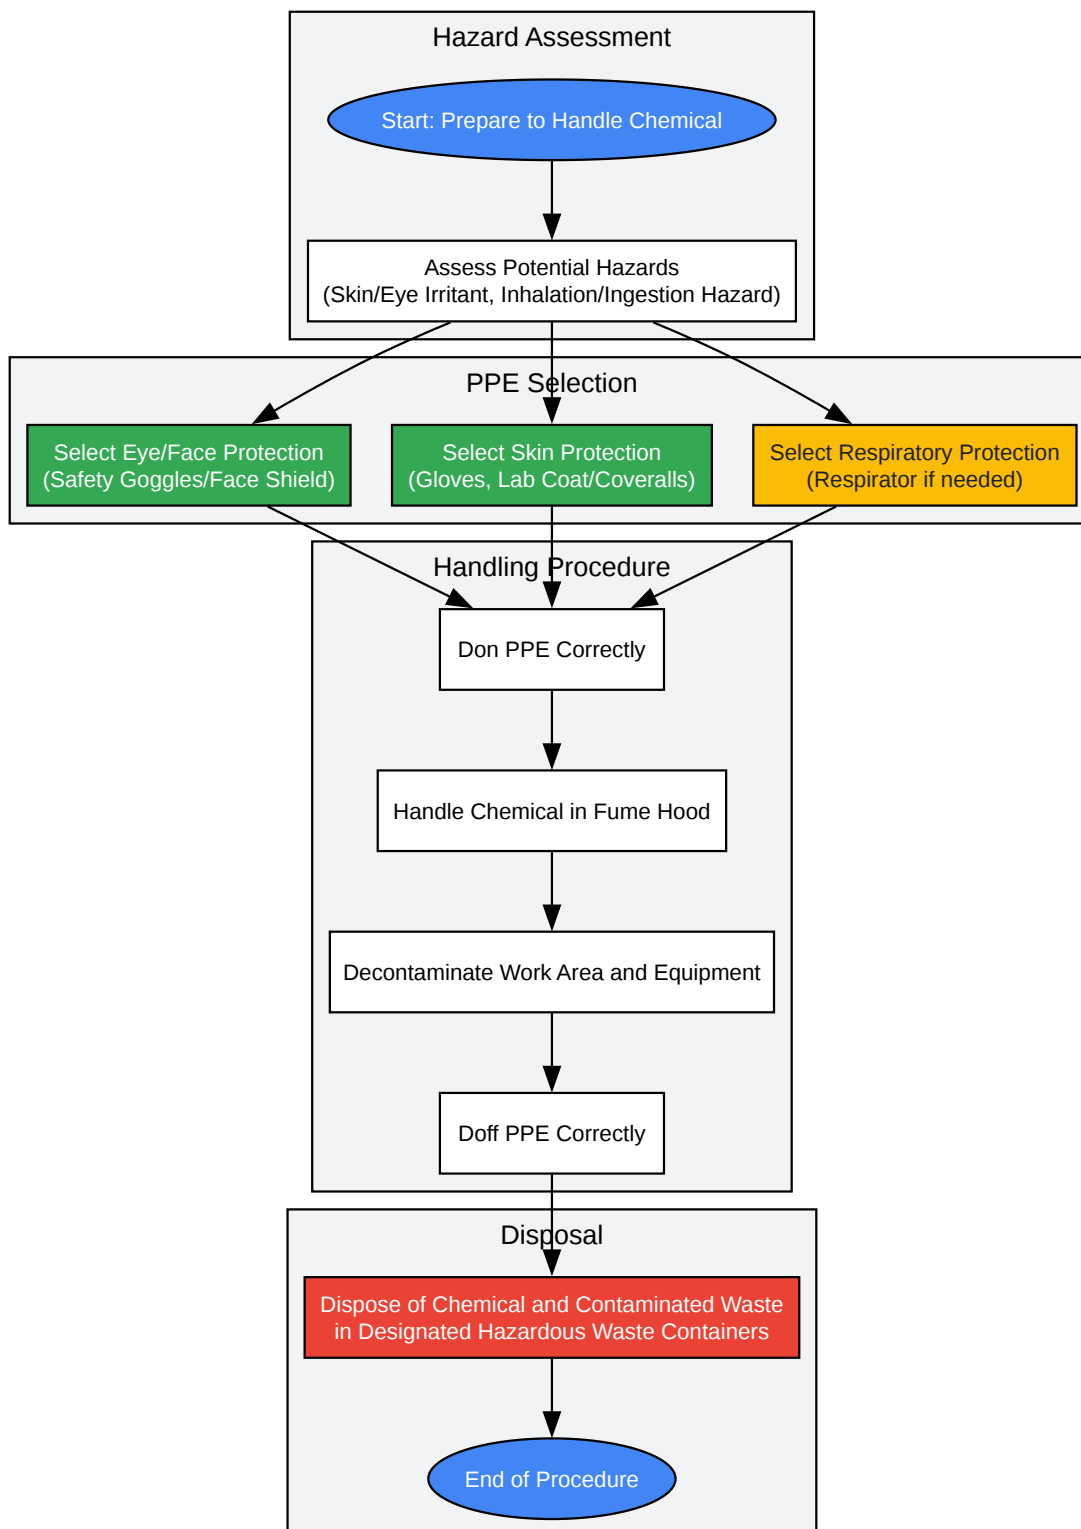 Hazard Assessment
Start: Prepare to Handle Chemical
Assess Potential Hazards
(Skin/Eye Irritant, Inhalation/Ingestion Hazard)
PPE Selection
Select Eye/Face Protection
(Safety Goggles/Face Shield)
Select Skin Protection
(Gloves, Lab Coat/Coveralls)
Select Respiratory Protection
(Respirator if needed)
Handling Procedure
Don PPE Correctly
Handle Chemical in Fume Hood
Decontaminate Work Area and Equipment
Doff PPE Correctly
Disposal
Dispose of Chemical and Contaminated Waste
in Designated Hazardous Waste Containers
End of Procedure